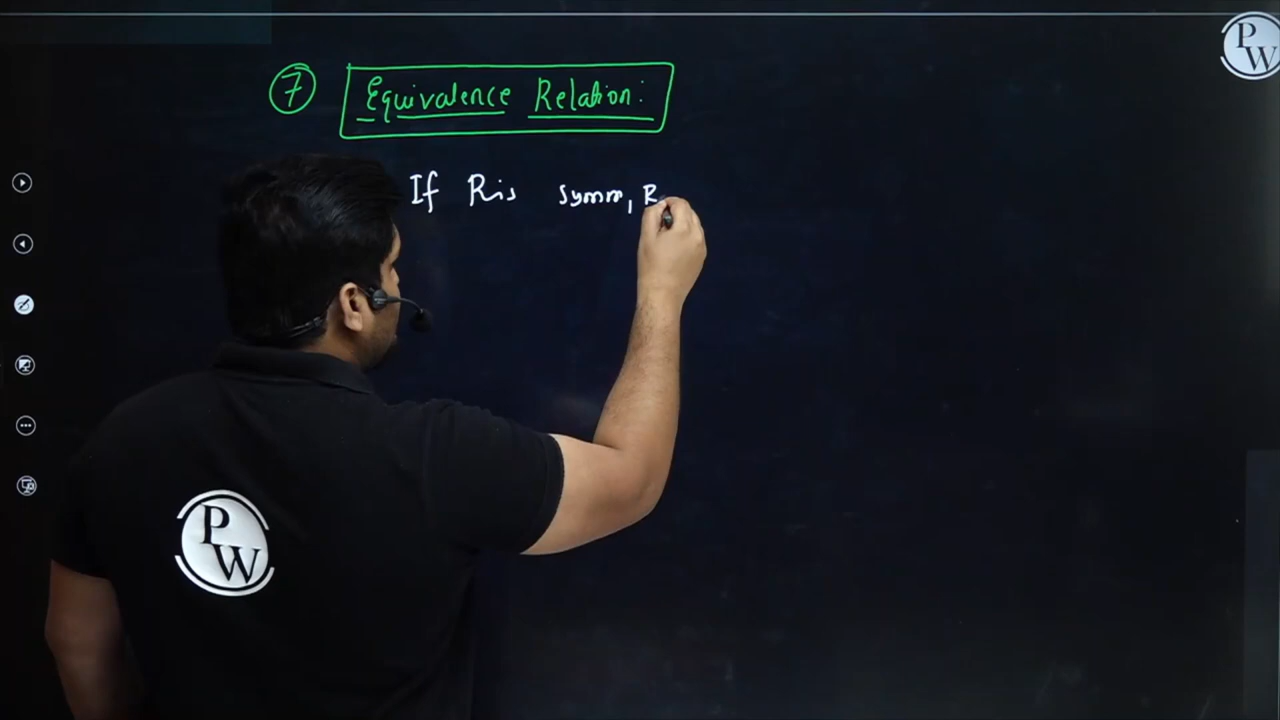 PW
7 Equivalence Relation:
If R is symm, R
PW